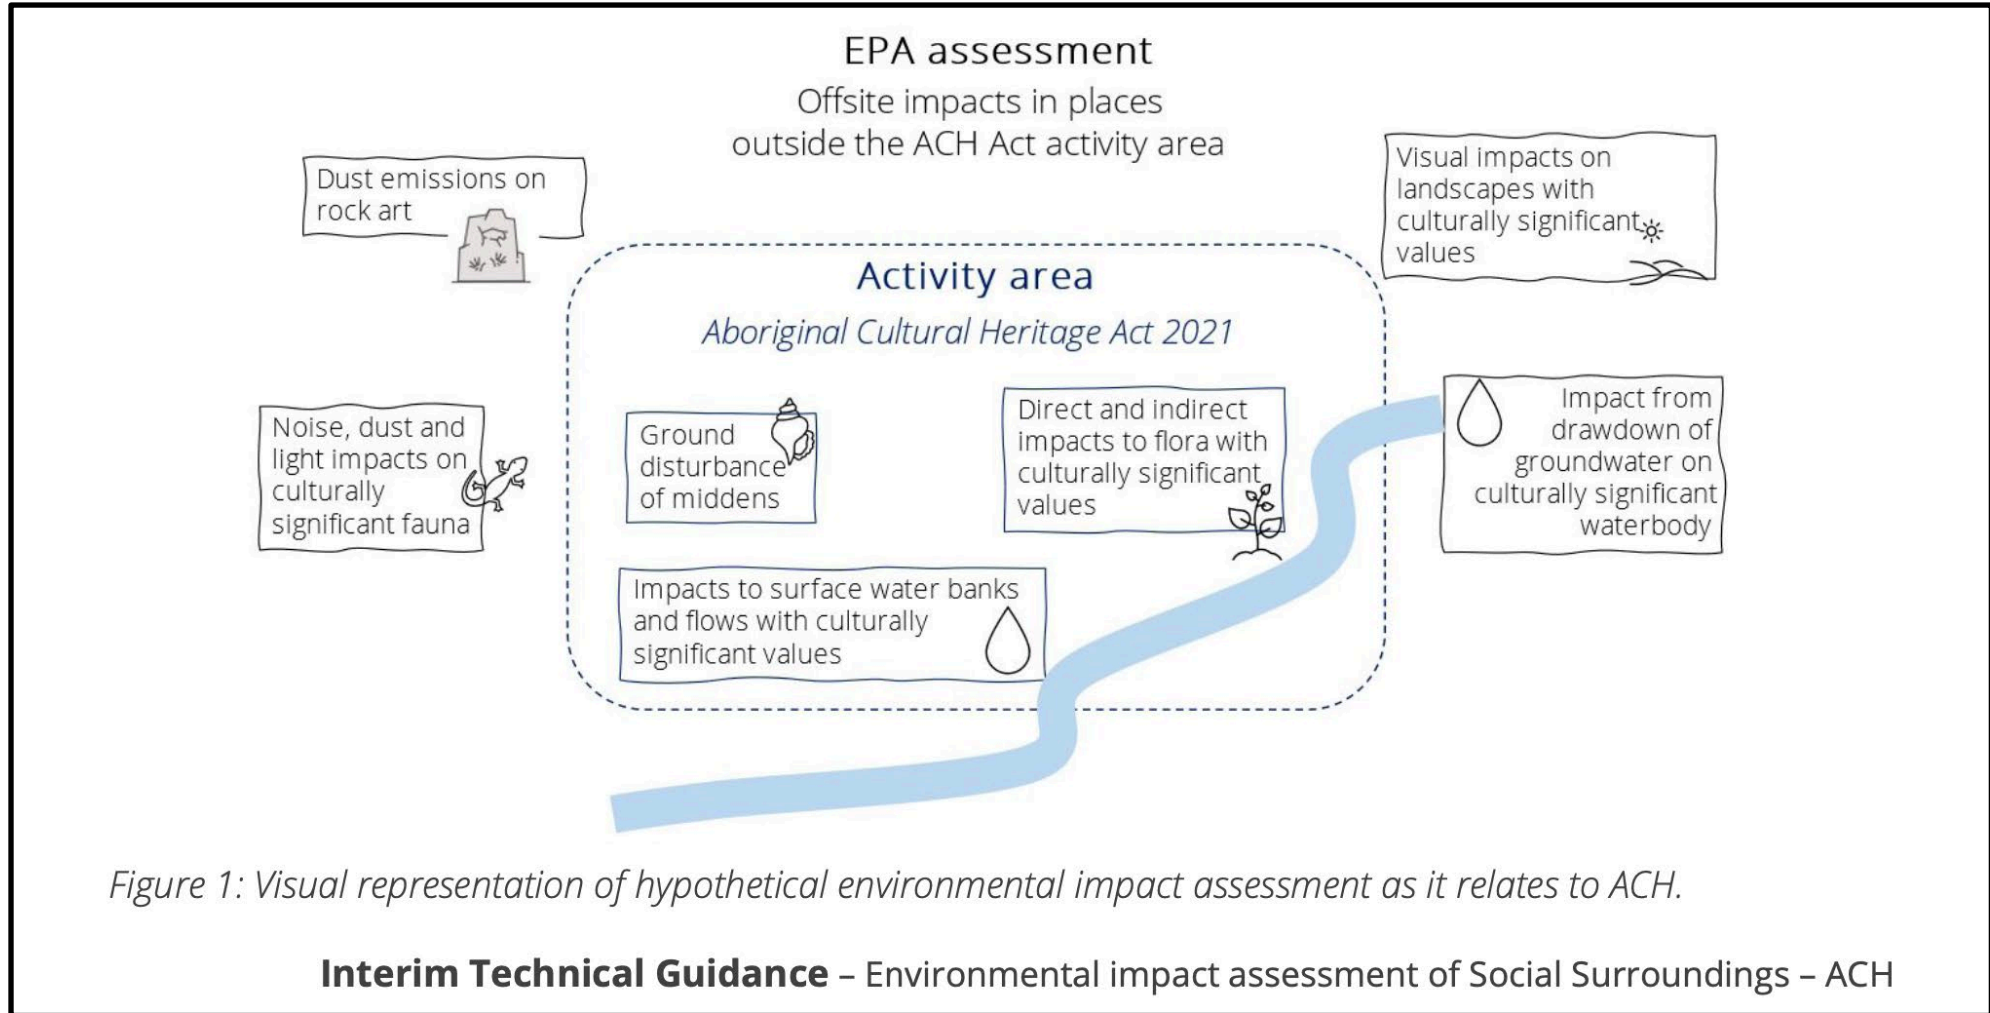 EPA assessment
Offsite impacts in places
outside the ACH Act activity area
Dust emissions on
rock art
Visual impacts on
landscapes with
culturally significant
values
Activity area
Aboriginal Cultural Heritage Act 2021
Noise, dust and
light impacts on
culturally
significant fauna
Ground
disturbance
of middens
Direct and indirect
impacts to flora with
culturally significant
values
Impact from
drawdown of
groundwater on
culturally significant
waterbody
Impacts to surface water banks
and flows with culturally
significant values
Figure 1: Visual representation of hypothetical environmental impact assessment as it relates to ACH.
Interim Technical Guidance – Environmental impact assessment of Social Surroundings – ACH